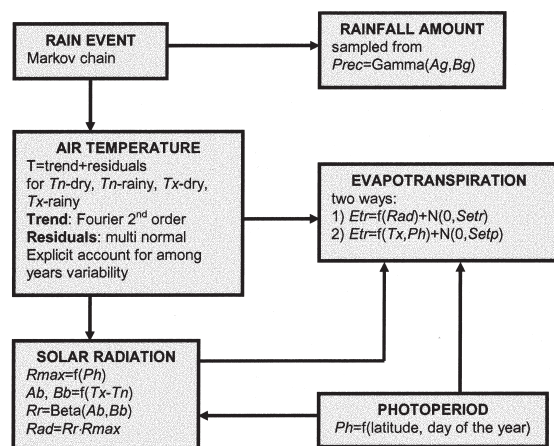 RAIN EVENT
Markov chain
RAINFALL AMOUNT
sampled from
Prec=Gamma(Ag,Bg)
AIR TEMPERATURE
T=trend+residuals
for Tn-dry, Tn-rainy, Tx-dry,
Tx-rainy
Trend: Fourier 2nd order
Residuals: multi normal
Explicit account for among
years variability
EVAPOTRANSPIRATION
two ways:
1) Etr=f(Rad)+N(0,Setr)
2) Etr=f(Tx,Ph)+N(0,Setp)
SOLAR RADIATION
Rmax=f(Ph)
Ab, Bb=f(Tx-Tn)
Rr=Beta(Ab,Bb)
Rad=Rr·Rmax
PHOTOPERIOD
Ph=f(latitude, day of the year)